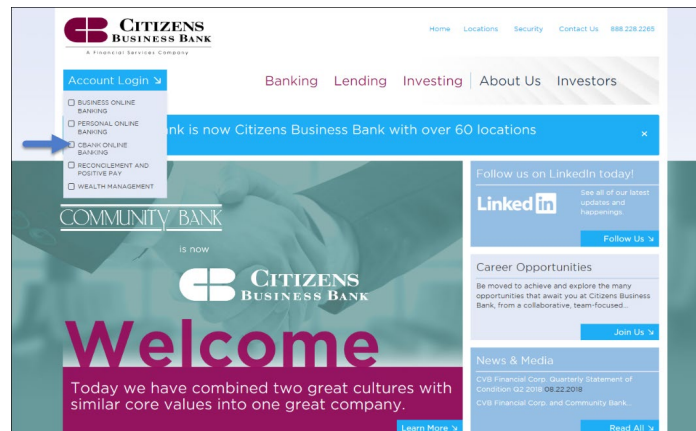 CITIZENS
BUSINESS BANK
A Financial Services Company
Home Locations Security Contact Us 888.228.2265
Account Login
Banking Lending Investing About Us Investors
BUSINESS ONLINE
BANKING
PERSONAL ONLINE
BANKING
CBANK ONLINE
BANKING
RECONCILEMENT AND
POSITIVE PAY
WEALTH MANAGEMENT
is now Citizens Business Bank with over 60 locations
×
COMMUNITY BANK
is now
CITIZENS
BUSINESS BANK
Welcome
Today we have combined two great cultures with
similar core values into one great company.
Learn More
Follow us on LinkedIn today!
Linked in
See all of our latest
updates and
happenings.
Follow Us
Career Opportunities
Be moved to achieve and explore the many
opportunities that await you at Citizens Business
Bank, from a collaborative, team-focused...
Join Us
News & Media
CVB Financial Corp. Quarterly Statement of
Condition Q2 2018 08.22.2018
CVB Financial Corp. and Community Bank...
Read All